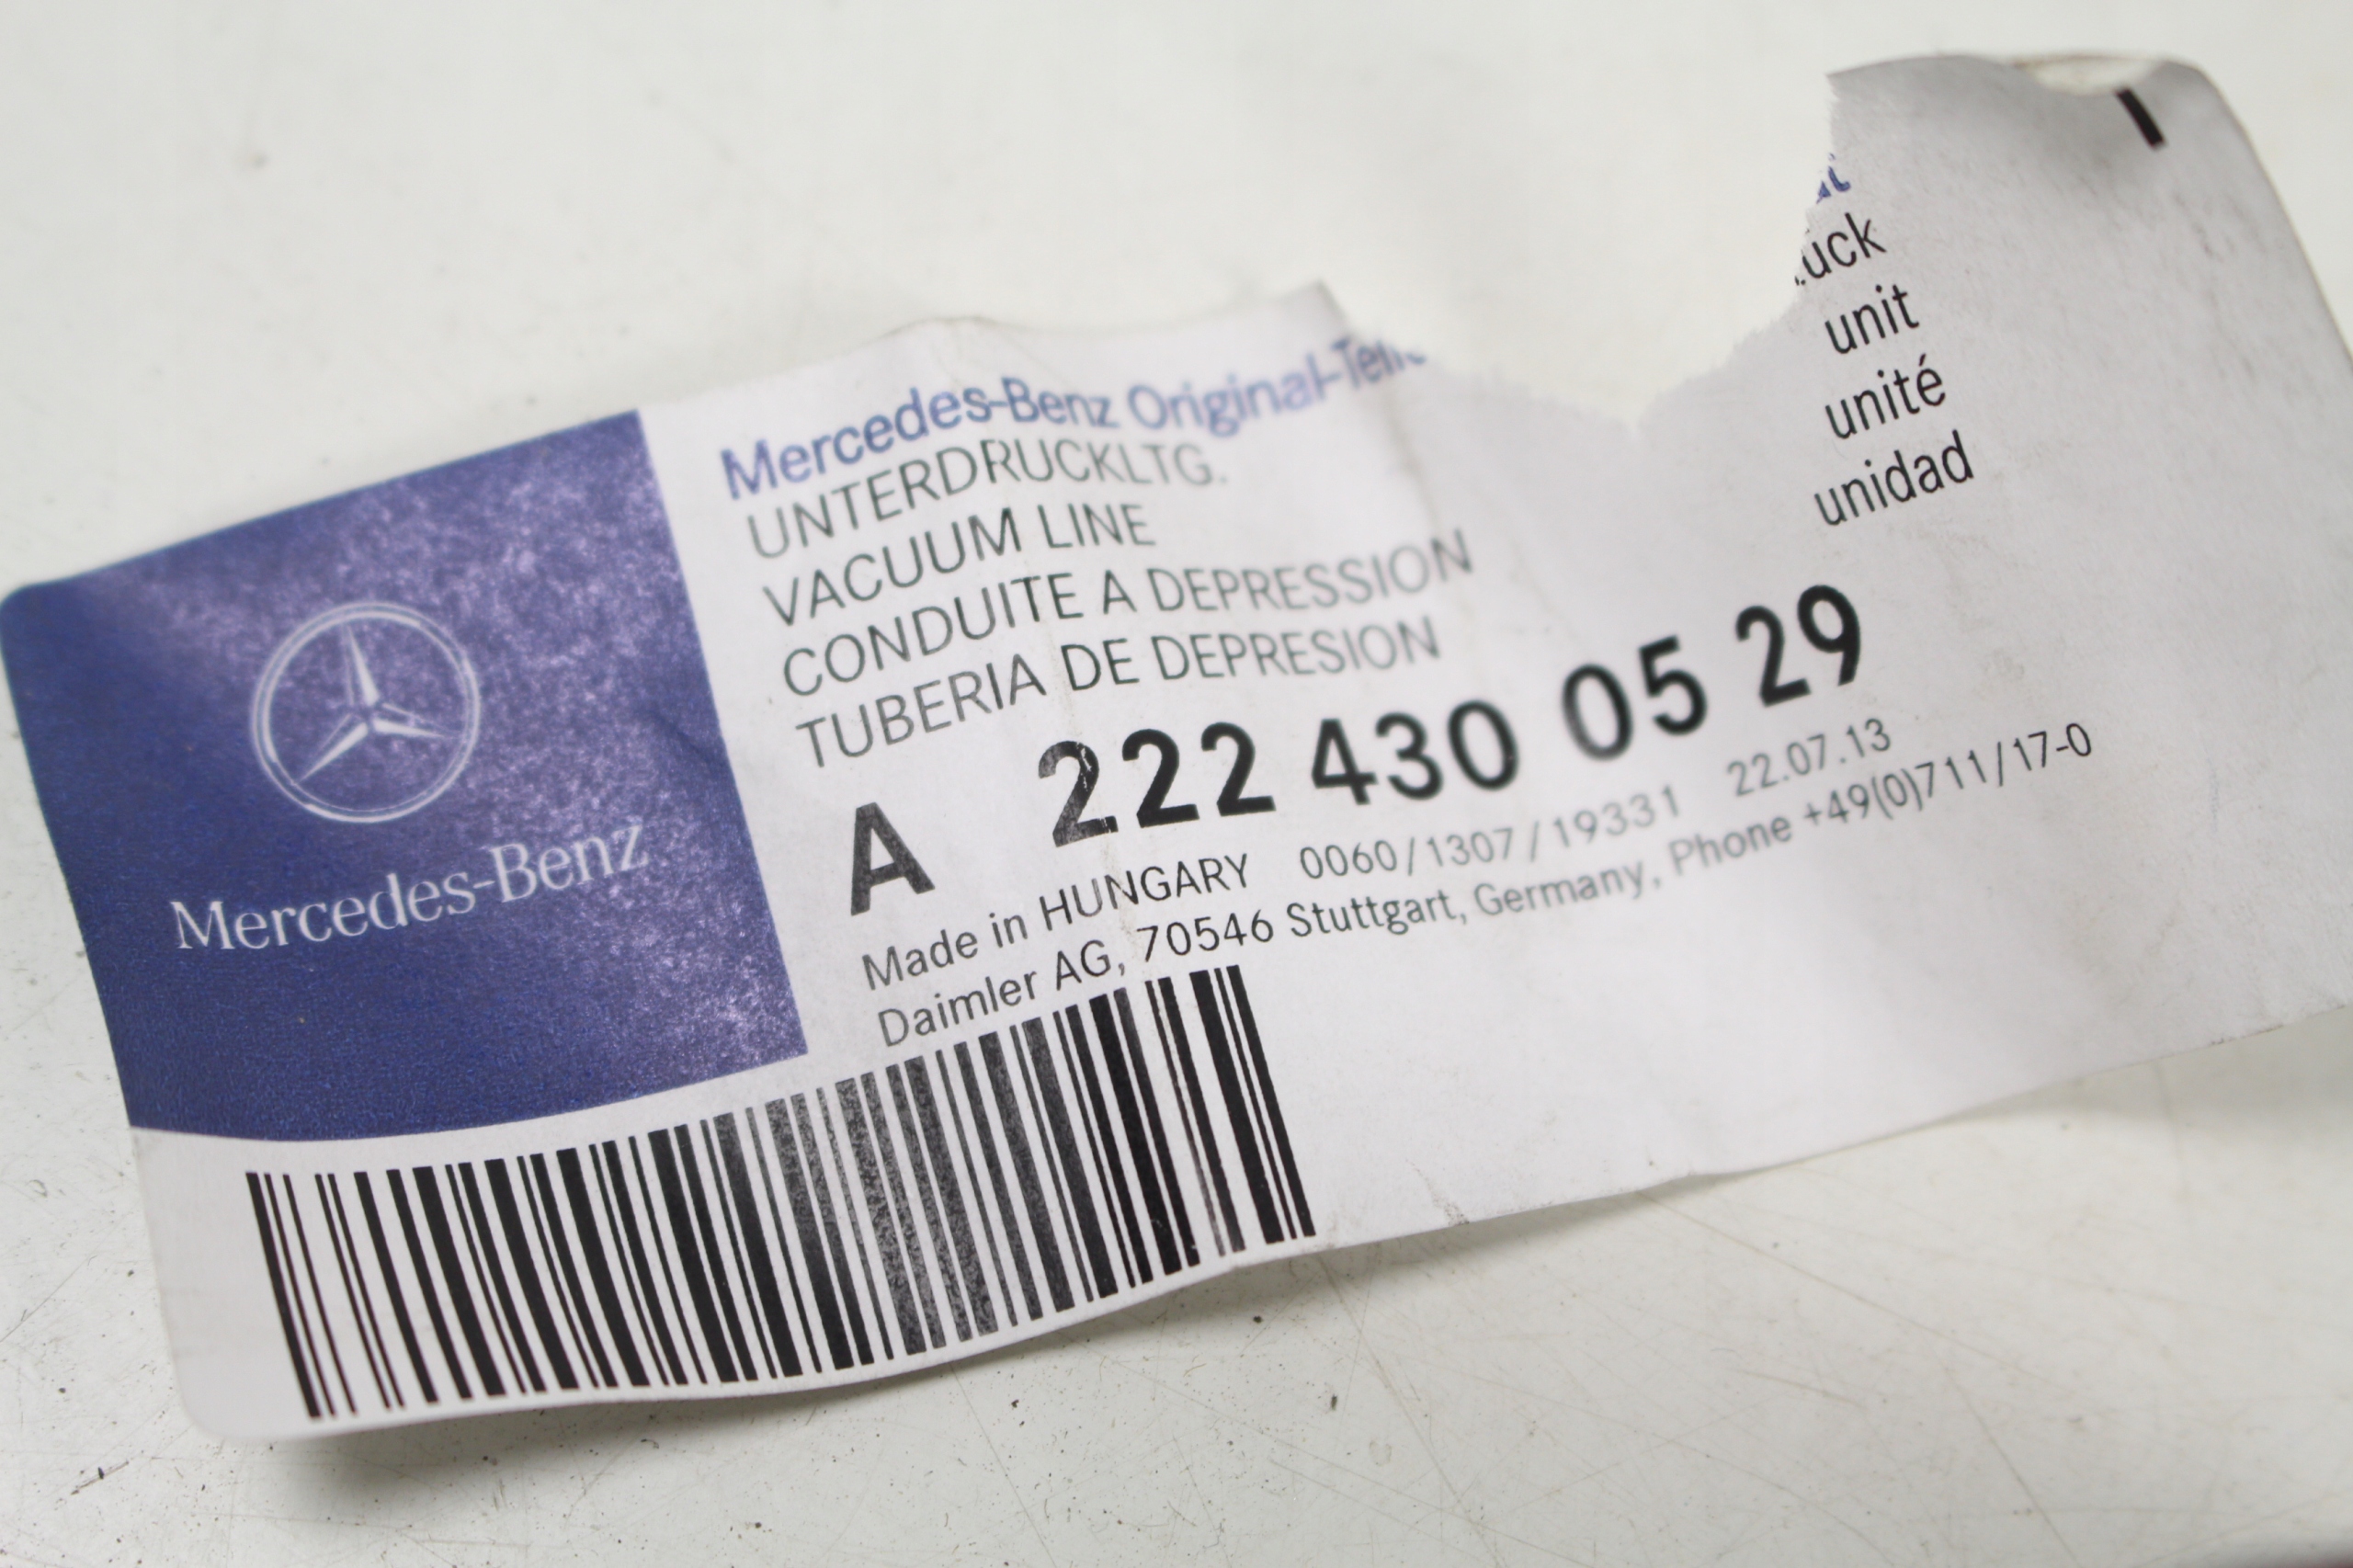 Mercedes-Benz
Mercedes-Benz Original-Teile
UNTERDRUCKLTG.
VACUUM LINE
CONDUITE A DEPRESSION
TUBERIA DE DEPRESION
unit
unité
unidad
A 222 430 05 29
Made in HUNGARY 0060/1307/19331 22.07.13
Daimler AG, 70546 Stuttgart, Germany, Phone +49(0)711/17-0